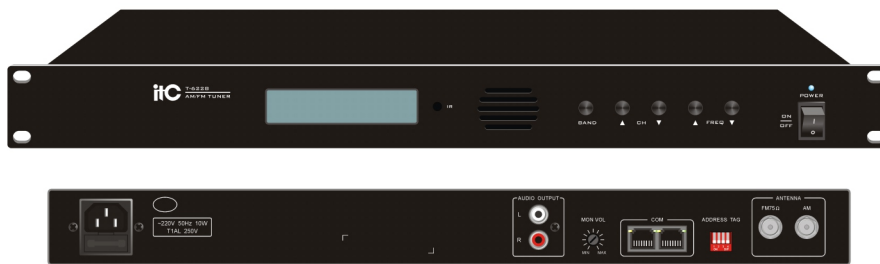 itC
T-6228
AM/FM TUNER
IR
BAND
▲ CH ▼
▲ FREQ ▼
POWER
ON
OFF
I
O
~220V 50Hz 10W
T1AL 250V
AUDIO OUTPUT
L
R
MON VOL
MIN MAX
COM
ADDRESS TAG
ANTENNA
FM75Ω
AM